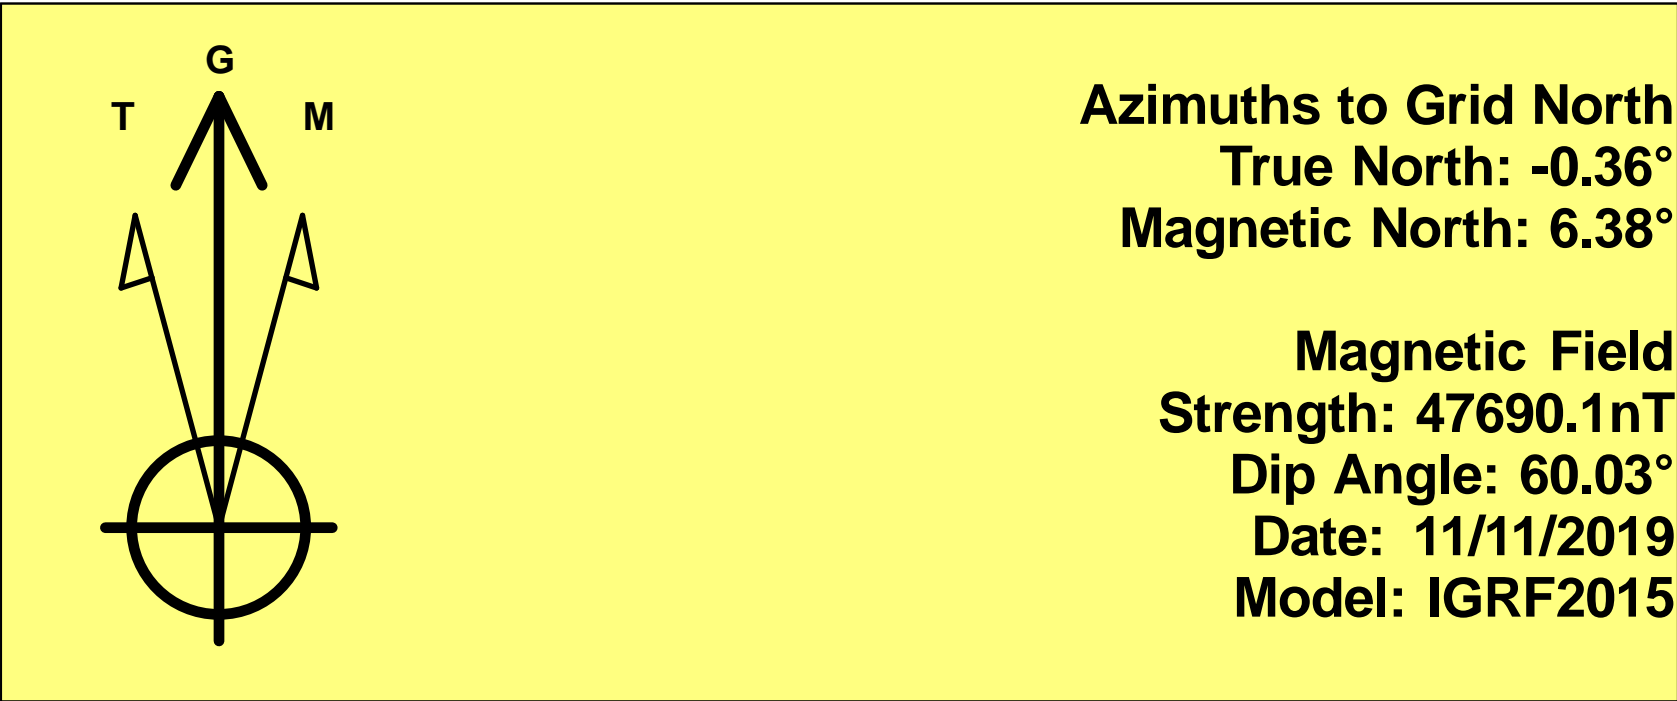 G
T
M
Azimuths to Grid North
True North: -0.36°
Magnetic North: 6.38°
Magnetic Field
Strength: 47690.1nT
Dip Angle: 60.03°
Date: 11/11/2019
Model: IGRF2015